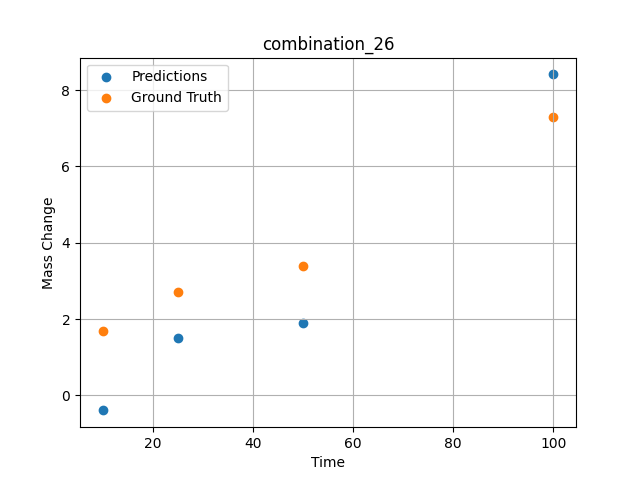 combination_26
Predictions
Ground Truth
8
6
4
2
0
Mass Change
20 40 60 80 100
Time